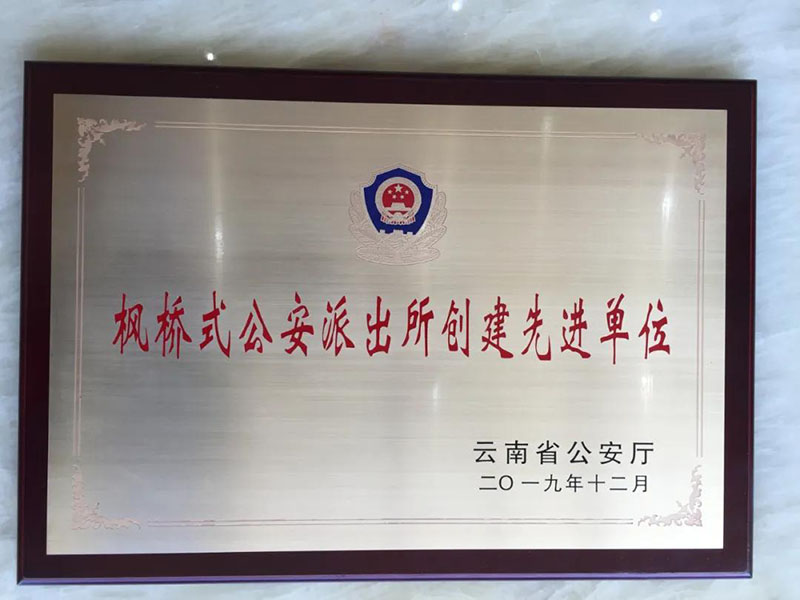 枫桥式公安派出所创建先进单位
云南省公安厅
二〇一九年十二月